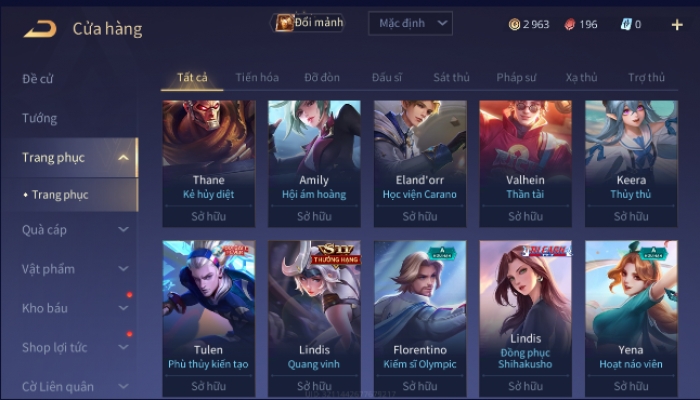 Cửa hàng
Đổi mảnh
Mặc định
2 963
196
0
Đề cử
Tướng
Trang phục
• Trang phục
Quà cáp
Vật phẩm
Kho báu
Shop lợi tức
Cờ Liên quân
Tất cả
Tiến hóa
Đỡ đòn
Đấu sĩ
Sát thủ
Pháp sư
Xạ thủ
Trợ thủ
Thane
Kẻ hủy diệt
Sở hữu
Amily
Hội ám hoàng
Sở hữu
Eland'orr
Học viện Carano
Sở hữu
Valhein
Thần tài
Sở hữu
Keera
Thủy thủ
Sở hữu
Tulen
Phù thủy kiến tạo
Sở hữu
THƯỞNG HẠNG
Lindis
Quang vinh
Sở hữu
Florentino
Kiếm sĩ Olympic
Sở hữu
BLEACH
Lindis
Đồng phục
Shihakusho
Sở hữu
Yena
Hoạt náo viên
Sở hữu